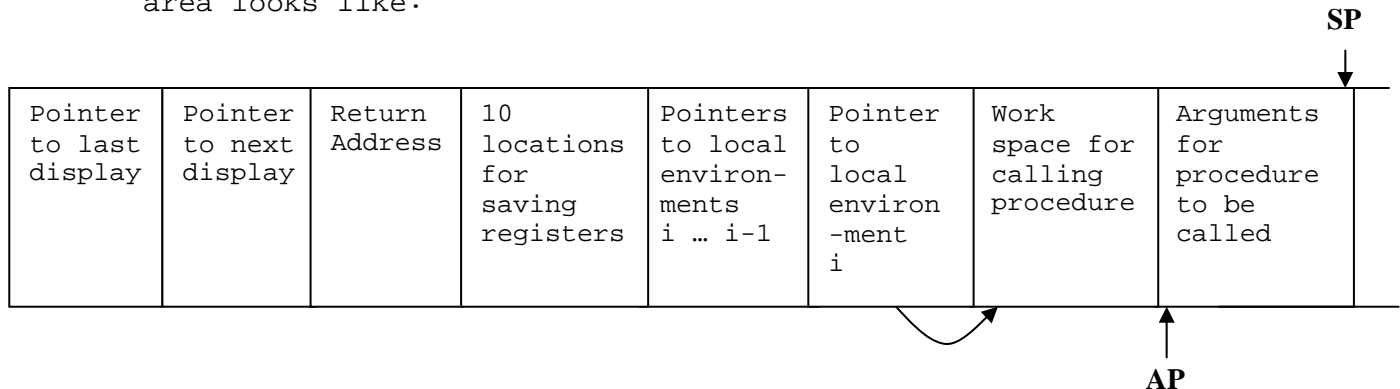 area looks like:
SP
Pointer
to last
display
Pointer
to next
display
Return
Address
10
locations
for
saving
registers
Pointers
to local
environ-
ments
i … i-1
Pointer
to
local
environ
-ment
i
Work
space for
calling
procedure
Arguments
for
procedure
to be
called
AP